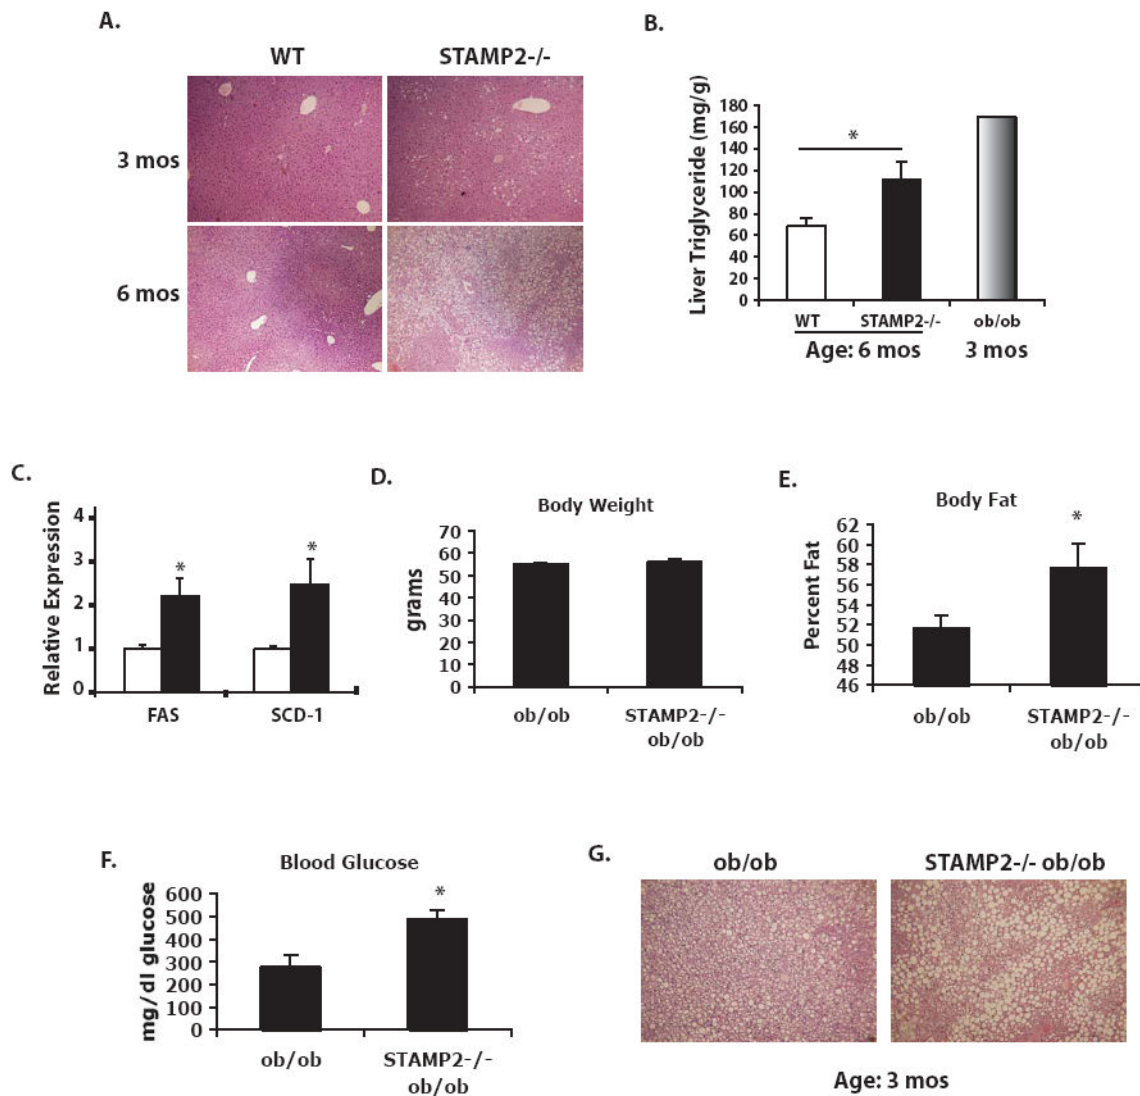 A.
WT STAMP2-/-
3 mos
6 mos
B.
Liver Triglyceride (mg/g)
180
160
140
120
100
80
60
40
20
0
*
WT STAMP2-/- ob/ob
Age: 6 mos 3 mos
C.
Relative Expression
4
3
2
1
0
* *
FAS SCD-1
D.
Body Weight
grams
70
60
50
40
30
20
10
0
ob/ob STAMP2-/-
ob/ob
E.
Body Fat
Percent Fat
62
60
58
56
54
52
50
48
46
*
ob/ob STAMP2-/-
ob/ob
F.
Blood Glucose
mg/dl glucose
600
500
400
300
200
100
0
*
ob/ob STAMP2-/-
ob/ob
G.
ob/ob STAMP2-/- ob/ob
Age: 3 mos